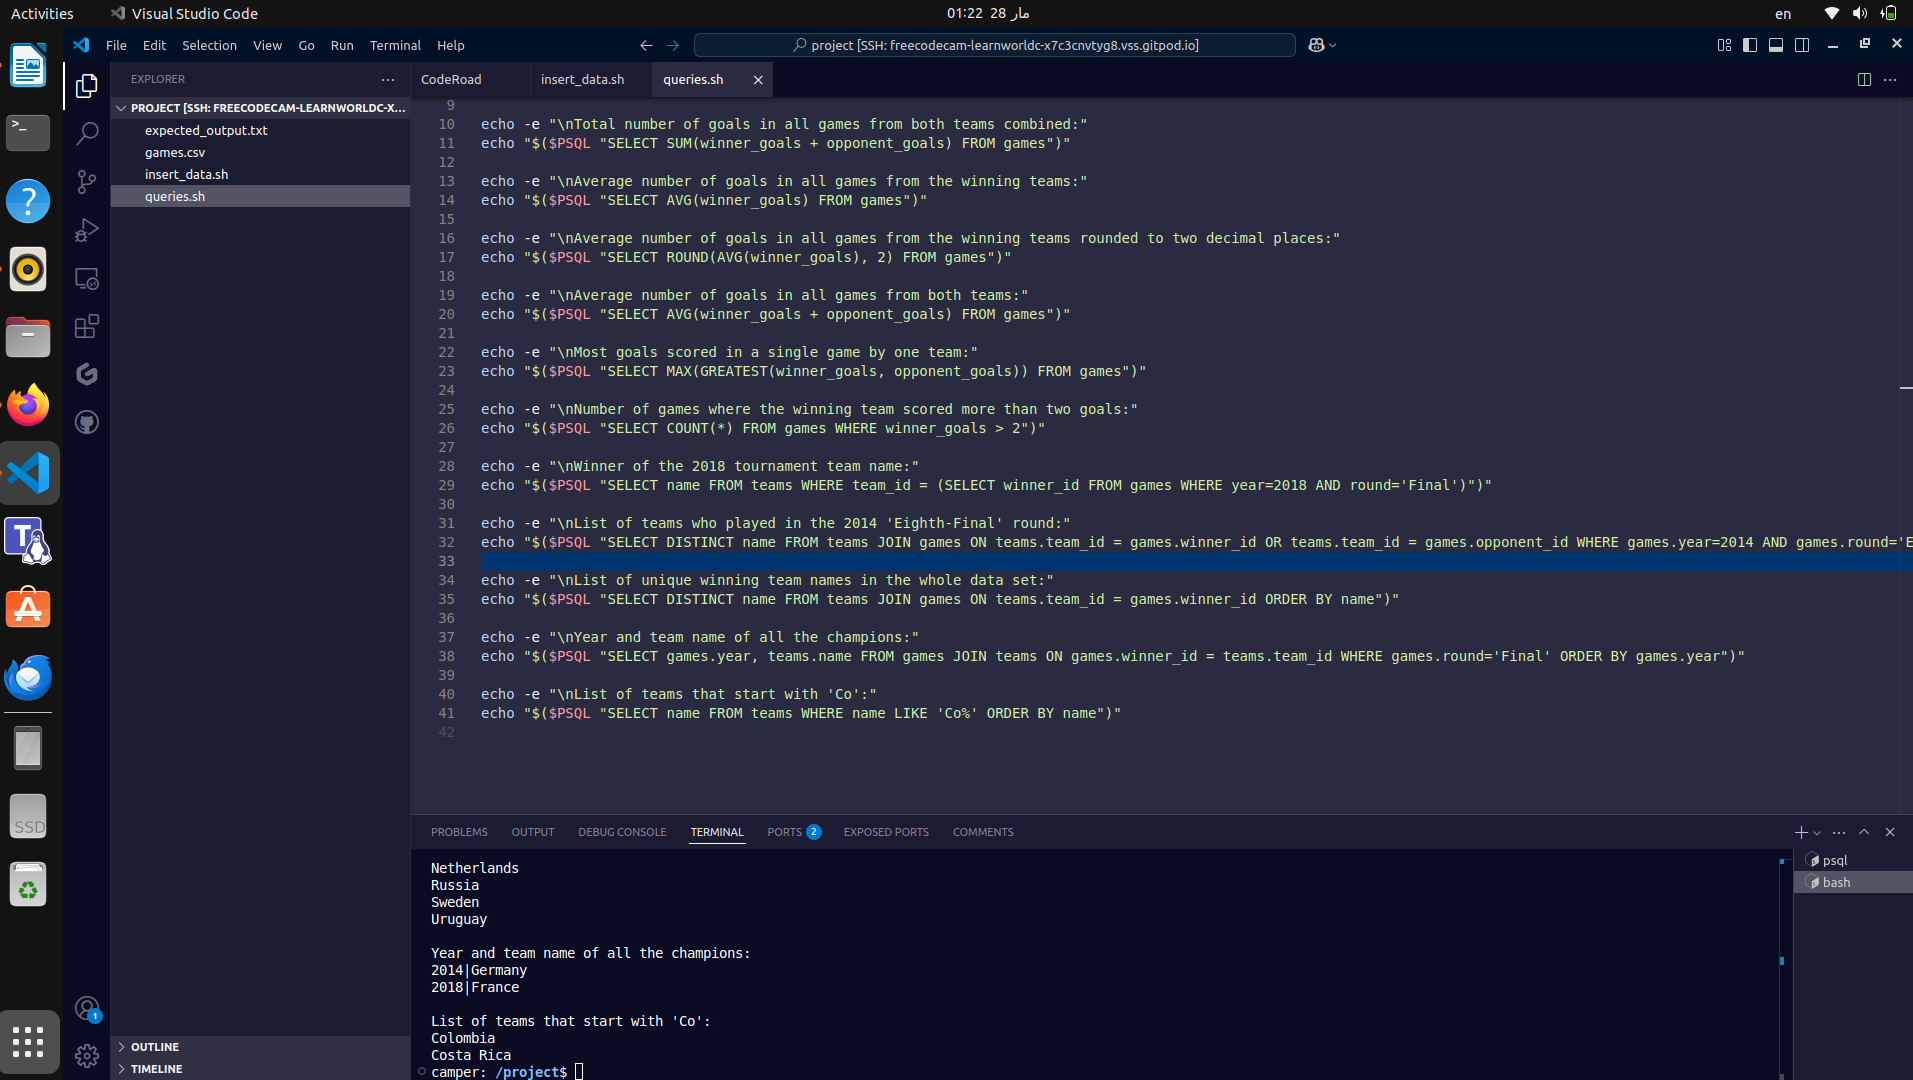 Activities
Visual Studio Code
01:22 28 مار
en
File Edit Selection View Go Run Terminal Help
project [SSH: freecodecam-learnworldc-x7c3cnvtyg8.vss.gitpod.io]
EXPLORER
CodeRoad
insert_data.sh
queries.sh
PROJECT [SSH: FREECODECAM-LEARNWORLDC-X...
expected_output.txt
games.csv
insert_data.sh
queries.sh
9
10 echo -e "\nTotal number of goals in all games from both teams combined:"
11 echo "$($PSQL "SELECT SUM(winner_goals + opponent_goals) FROM games")"
12
13 echo -e "\nAverage number of goals in all games from the winning teams:"
14 echo "$($PSQL "SELECT AVG(winner_goals) FROM games")"
15
16 echo -e "\nAverage number of goals in all games from the winning teams rounded to two decimal places:"
17 echo "$($PSQL "SELECT ROUND(AVG(winner_goals), 2) FROM games")"
18
19 echo -e "\nAverage number of goals in all games from both teams:"
20 echo "$($PSQL "SELECT AVG(winner_goals + opponent_goals) FROM games")"
21
22 echo -e "\nMost goals scored in a single game by one team:"
23 echo "$($PSQL "SELECT MAX(GREATEST(winner_goals, opponent_goals)) FROM games")"
24
25 echo -e "\nNumber of games where the winning team scored more than two goals:"
26 echo "$($PSQL "SELECT COUNT(*) FROM games WHERE winner_goals > 2")"
27
28 echo -e "\nWinner of the 2018 tournament team name:"
29 echo "$($PSQL "SELECT name FROM teams WHERE team_id = (SELECT winner_id FROM games WHERE year=2018 AND round='Final')")"
30
31 echo -e "\nList of teams who played in the 2014 'Eighth-Final' round:"
32 echo "$($PSQL "SELECT DISTINCT name FROM teams JOIN games ON teams.team_id = games.winner_id OR teams.team_id = games.opponent_id WHERE games.year=2014 AND games.round='E
33
34 echo -e "\nList of unique winning team names in the whole data set:"
35 echo "$($PSQL "SELECT DISTINCT name FROM teams JOIN games ON teams.team_id = games.winner_id ORDER BY name")"
36
37 echo -e "\nYear and team name of all the champions:"
38 echo "$($PSQL "SELECT games.year, teams.name FROM games JOIN teams ON games.winner_id = teams.team_id WHERE games.round='Final' ORDER BY games.year")"
39
40 echo -e "\nList of teams that start with 'Co':"
41 echo "$($PSQL "SELECT name FROM teams WHERE name LIKE 'Co%' ORDER BY name")"
42
PROBLEMS OUTPUT DEBUG CONSOLE TERMINAL PORTS 2 EXPOSED PORTS COMMENTS
Netherlands
Russia
Sweden
Uruguay
Year and team name of all the champions:
2014|Germany
2018|France
List of teams that start with 'Co':
Colombia
Costa Rica
camper: /project$
psql
bash
SSD
1
OUTLINE
TIMELINE